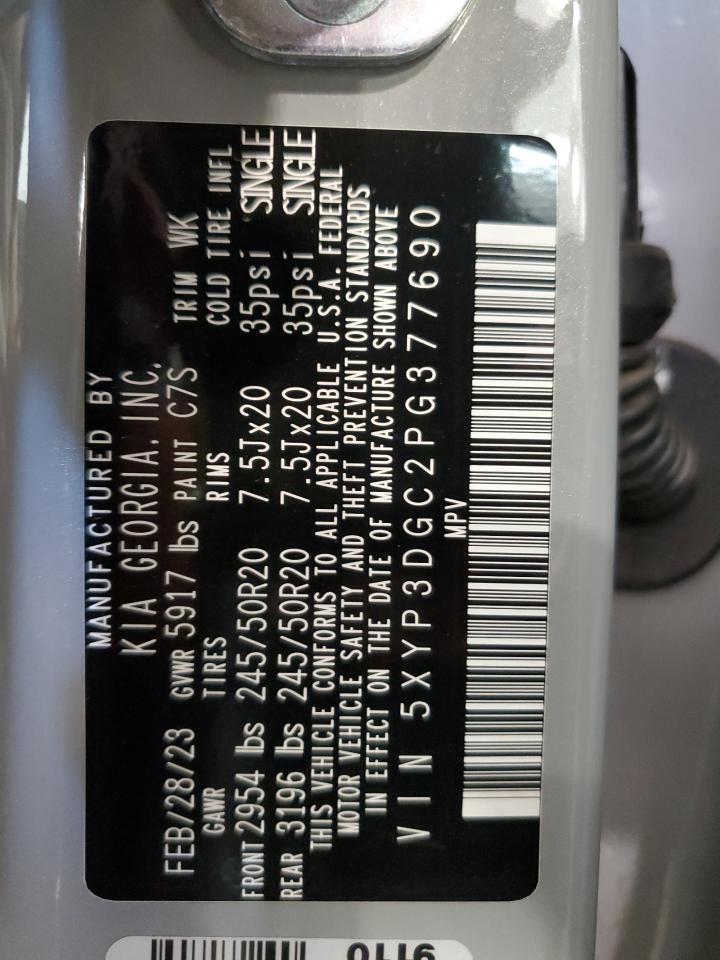 MANUFACTURED BY
KIA GEORGIA, INC.
FEB/28/23 GVWR 5917 lbs PAINT C7S TRIM WK
GAWR TIRES RIMS COLD TIRE INFL
FRONT 2954 lbs 245/50R20 7.5Jx20 35psi SINGLE
REAR 3196 lbs 245/50R20 7.5Jx20 35psi SINGLE
THIS VEHICLE CONFORMS TO ALL APPLICABLE U.S.A. FEDERAL
MOTOR VEHICLE SAFETY AND THEFT PREVENTION STANDARDS
IN EFFECT ON THE DATE OF MANUFACTURE SHOWN ABOVE
VIN 5XYP3DGC2PG377690
MPV